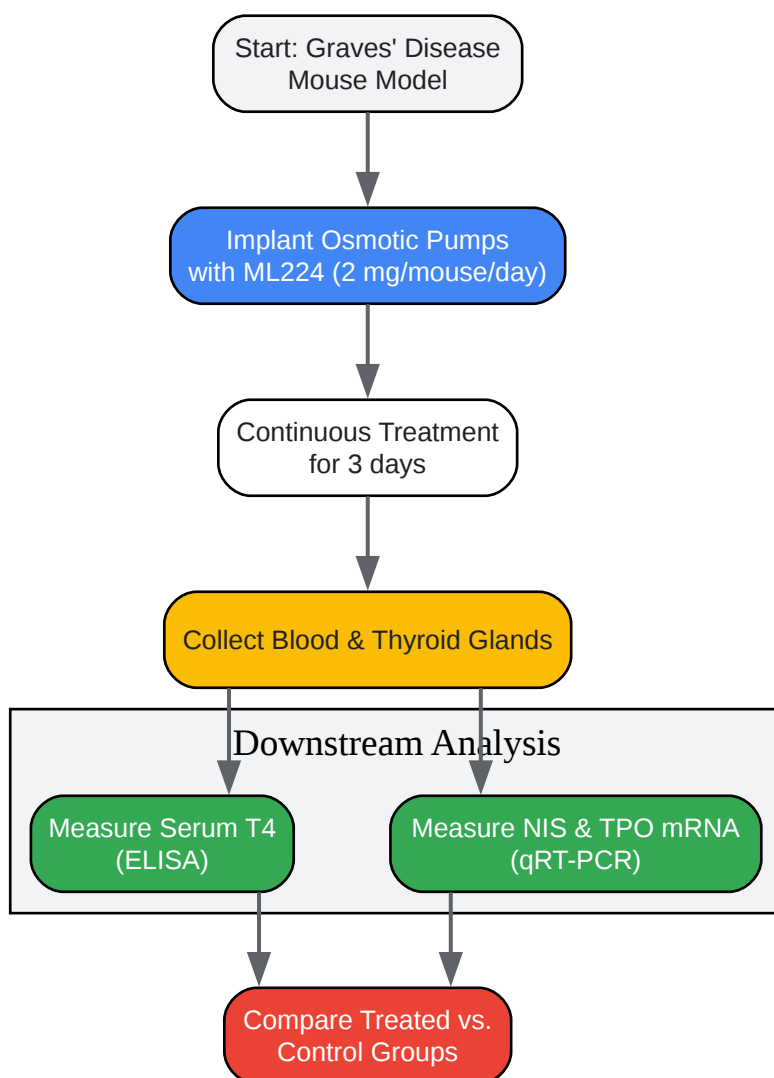 Start: Graves' Disease
Mouse Model
Implant Osmotic Pumps
with ML224 (2 mg/mouse/day)
Continuous Treatment
for 3 days
Collect Blood & Thyroid Glands
Downstream Analysis
Measure Serum T4
(ELISA)
Measure NIS & TPO mRNA
(qRT-PCR)
Compare Treated vs.
Control Groups